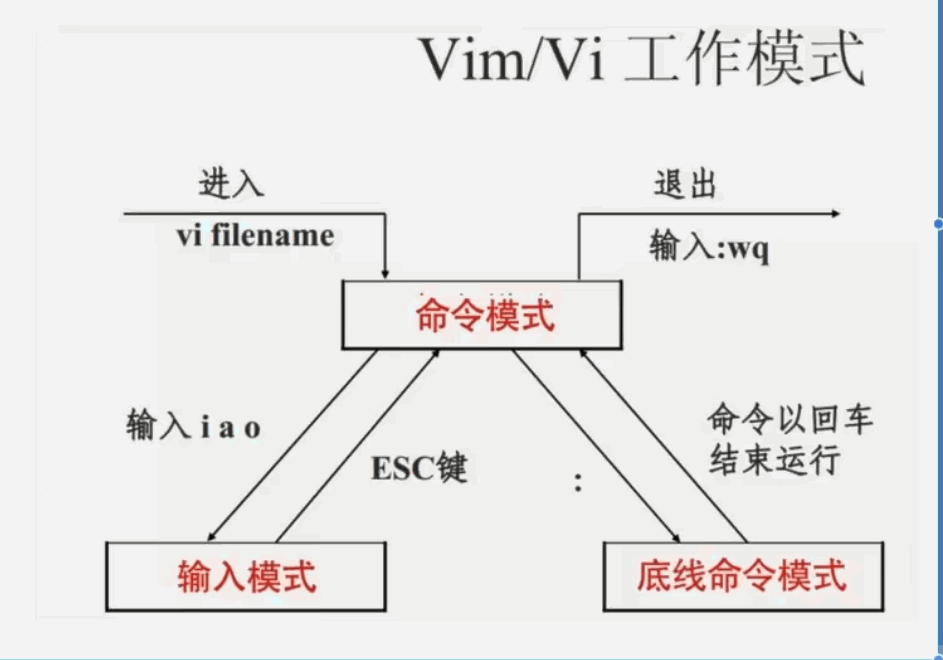 Vim/Vi 工作模式
进入
vi filename
退出
输入:wq
命令模式
输入 i a o
ESC键
:
命令以回车
结束运行
输入模式
底线命令模式